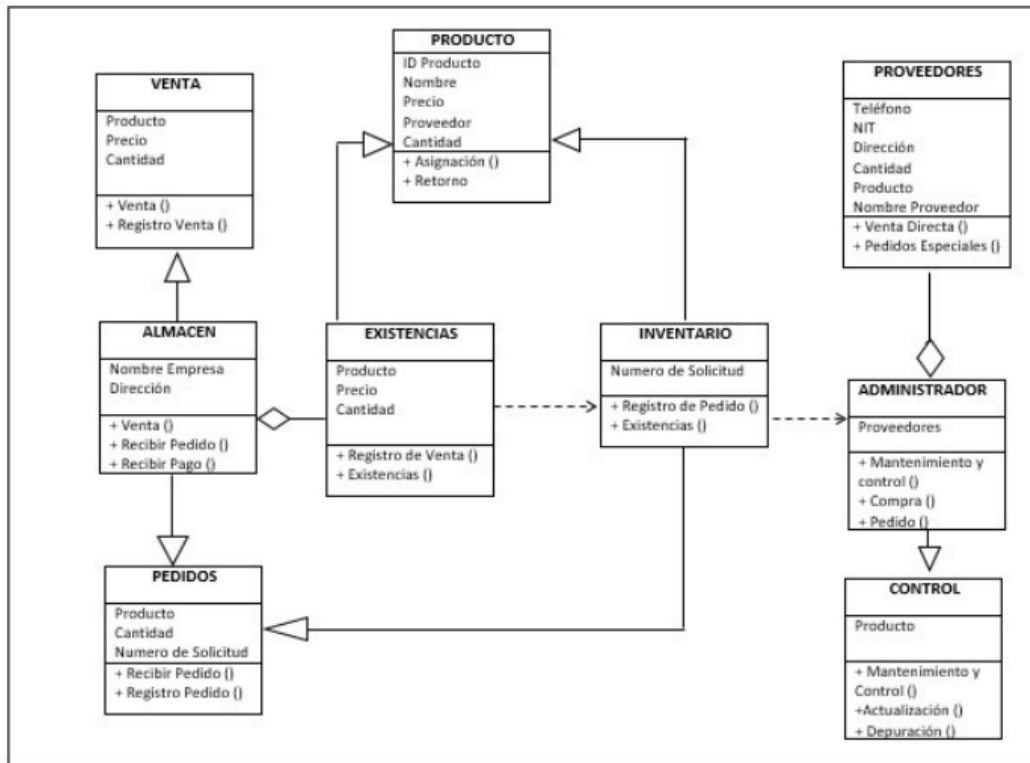 PRODUCTO
ID Producto
Nombre
Precio
Proveedor
Cantidad
+ Asignación ()
+ Retorno
VENTA
Producto
Precio
Cantidad
+ Venta ()
+ Registro Venta ()
PROVEEDORES
Teléfono
NIT
Dirección
Cantidad
Producto
Nombre Proveedor
+ Venta Directa ()
+ Pedidos Especiales ()
ALMACEN
Nombre Empresa
Dirección
+ Venta ()
+ Recibir Pedido ()
+ Recibir Pago ()
EXISTENCIAS
Producto
Precio
Cantidad
+ Registro de Venta ()
+ Existencias ()
INVENTARIO
Numero de Solicitud
+ Registro de Pedido ()
+ Existencias ()
ADMINISTRADOR
Proveedores
+ Mantenimiento y
control ()
+ Compra ()
+ Pedido ()
PEDIDOS
Producto
Cantidad
Numero de Solicitud
+ Recibir Pedido ()
+ Registro Pedido ()
CONTROL
Producto
+ Mantenimiento y
Control ()
+Actualización ()
+ Depuración ()